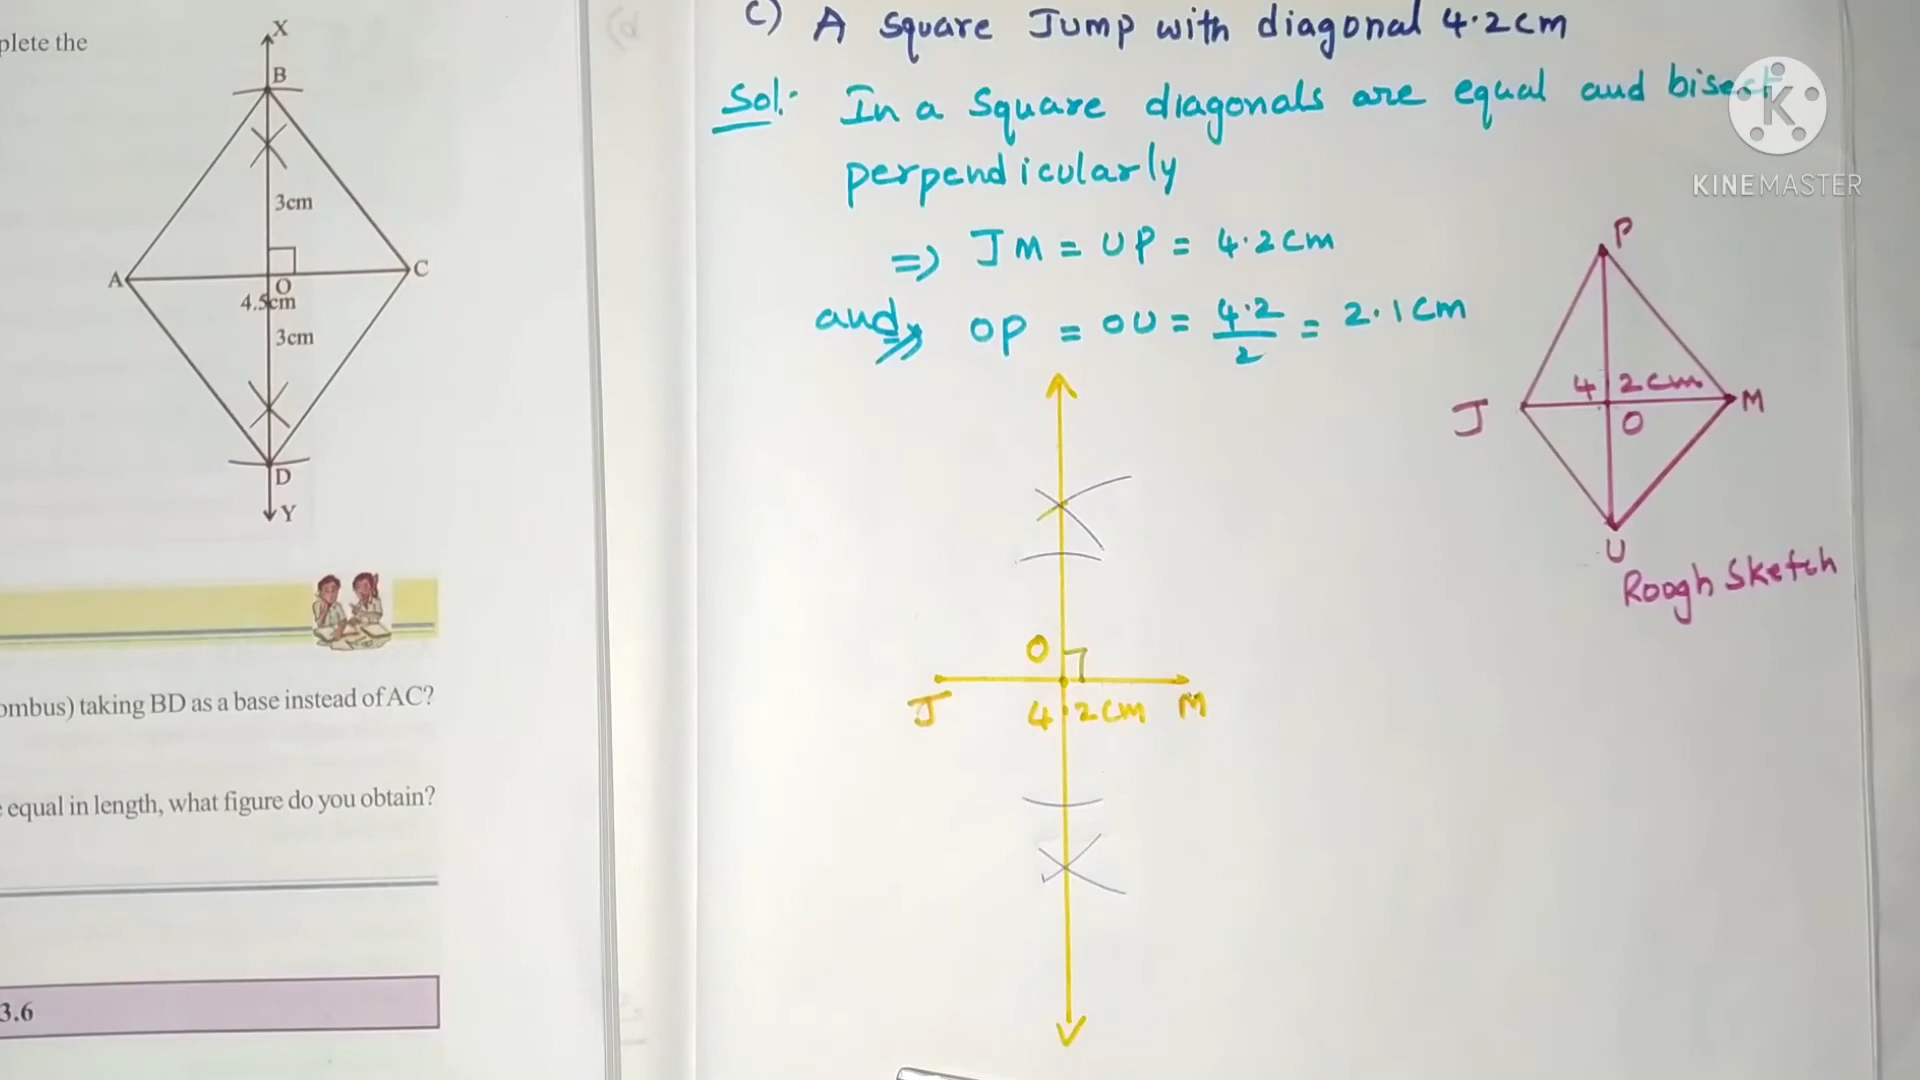 plete the
X
B
3cm
A
C
O
4.5cm
3cm
D
Y
ombus) taking BD as a base instead of AC?
equal in length, what figure do you obtain?
3.6
c) A square Jump with diagonal 4.2cm
Sol:- In a square diagonals are equal and bisect
perpendicularly
=> JM = UP = 4.2cm
and OP = OU = 4.2/2 = 2.1cm
O
J 4.2cm M
P
J 4.2cm M
O
U
Rough Sketch
K
KINEMASTER